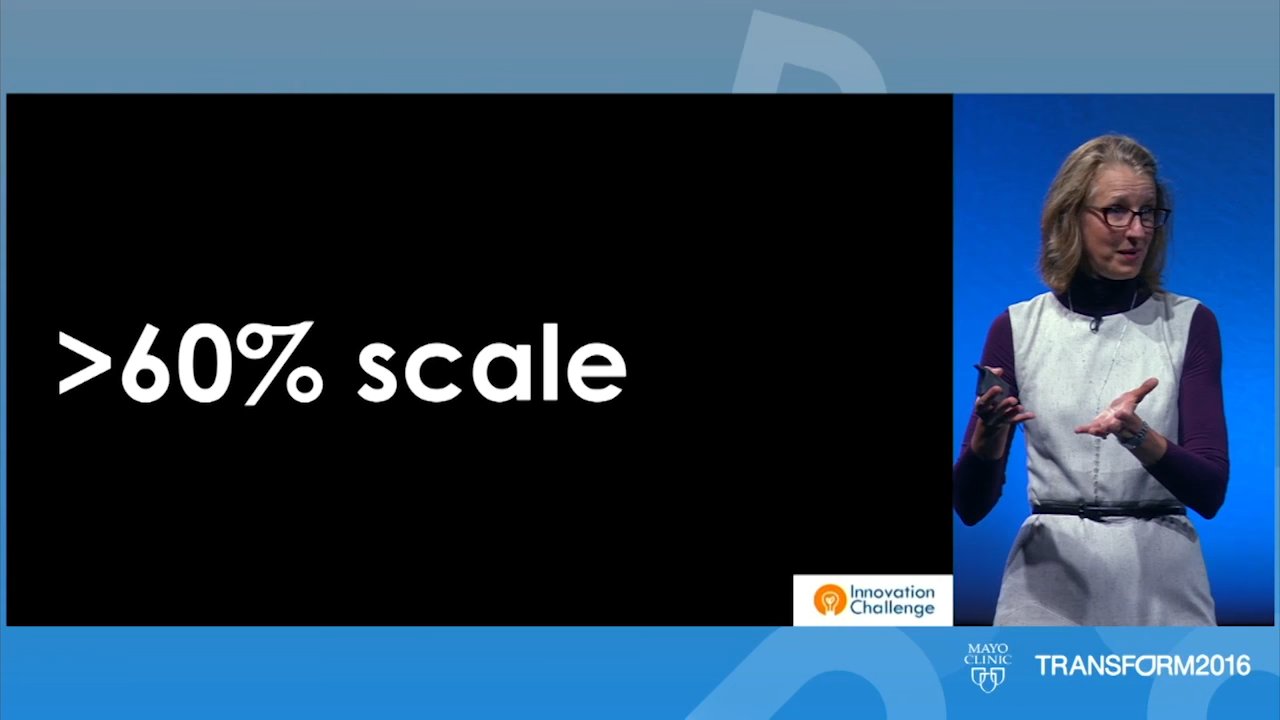 >60% scale
Innovation
Challenge
MAYO
CLINIC
TRANSFORM2016